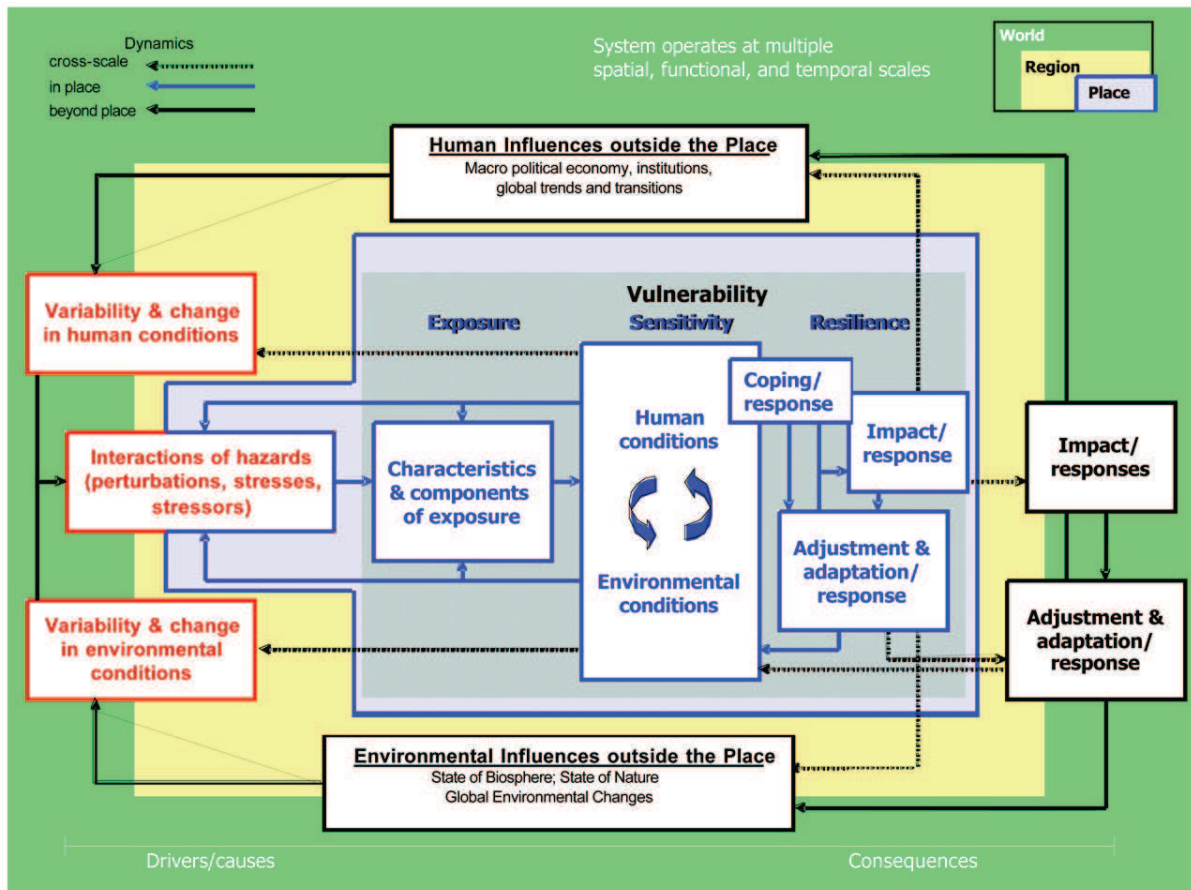 Dynamics
cross-scale
in place
beyond place
System operates at multiple
spatial, functional, and temporal scales
World
Region
Place
Human Influences outside the Place
Macro political economy, institutions,
global trends and transitions
Variability & change
in human conditions
Vulnerability
Exposure
Sensitivity
Resilience
Coping/
response
Human
conditions
Impact/
response
Impact/
responses
Interactions of hazards
(perturbations, stresses,
stressors)
Characteristics
& components
of exposure
Adjustment &
adaptation/
response
Environmental
conditions
Variability & change
in environmental
conditions
Adjustment &
adaptation/
response
Environmental Influences outside the Place
State of Biosphere; State of Nature
Global Environmental Changes
Drivers/causes
Consequences